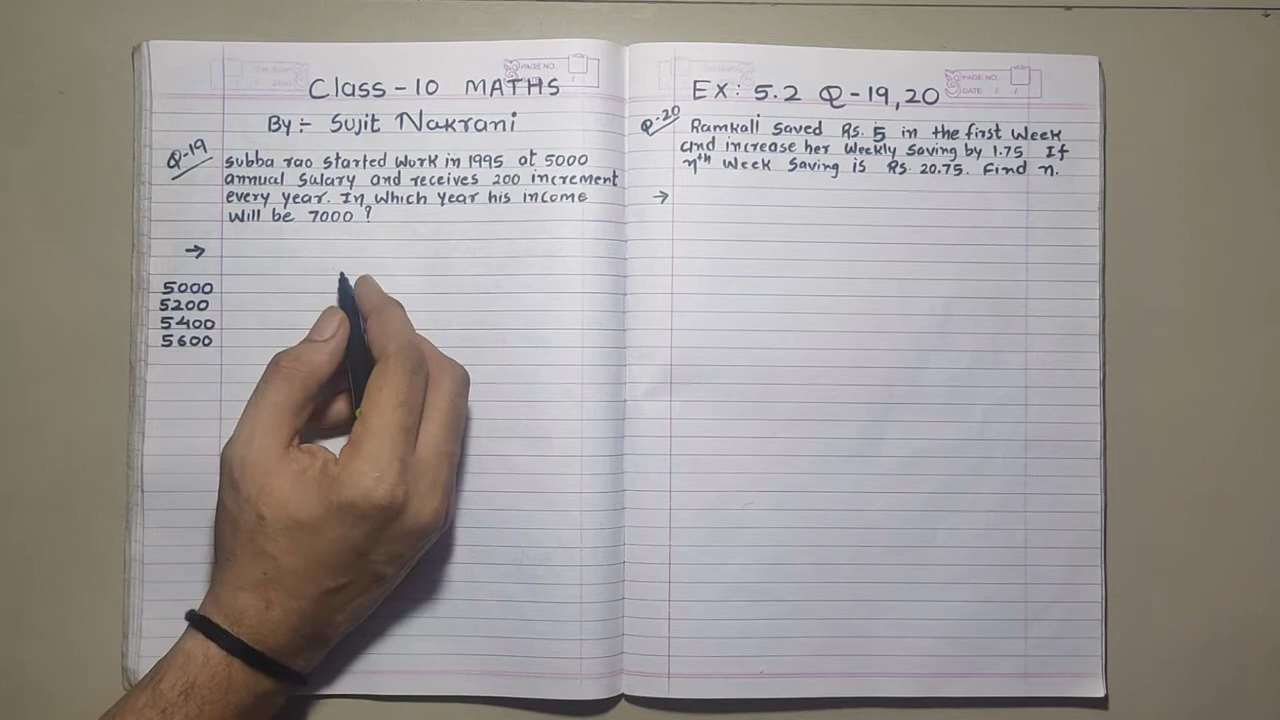 PAGE NO.
Class-10 MATHS
By :- Sujit Nakrani
Q-19
Subba rao started work in 1995 at 5000
annual salary and receives 200 increment
every year. In which year his income
will be 7000 ?
→
5000
5200
5400
5600
PAGE NO.
DATE / /
EX: 5.2 Q-19,20
Q-20
Ramkali saved Rs. 5 in the first week
and increase her weekly saving by 1.75 If
nth week saving is Rs. 20.75. Find n.
→